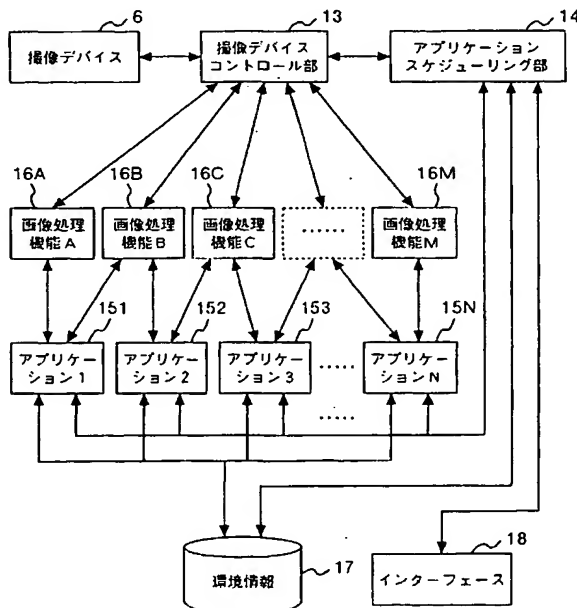 6
13
14
撮像デバイス
撮像デバイス
コントロール部
アプリケーション
スケジューリング部
16A
16B
16C
16M
画像処理
機能A
画像処理
機能B
画像処理
機能C
……
画像処理
機能M
151
152
153
15N
アプリケー
ション1
アプリケー
ション2
アプリケー
ション3
……
アプリケー
ションN
……
環境情報
17
18
インターフェース